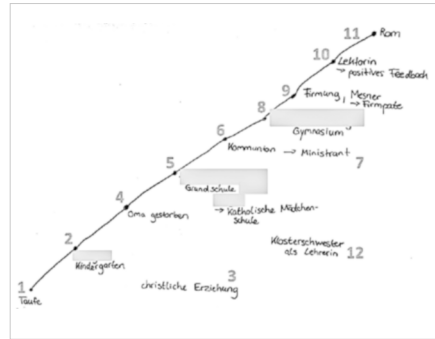 11 Rom
10 Lektorin
→ positives Feedback
9 Firmung, Mesner
→ Firmpate
8
Gymnasium
6
Kommunion → Ministrant 7
5
Grundschule
→ Katholische Mädchen-
schule
4
Oma gestorben
Klosterschwester
als Lehrerin 12
2
Kindergarten
3
christliche Erziehung
1
Taufe